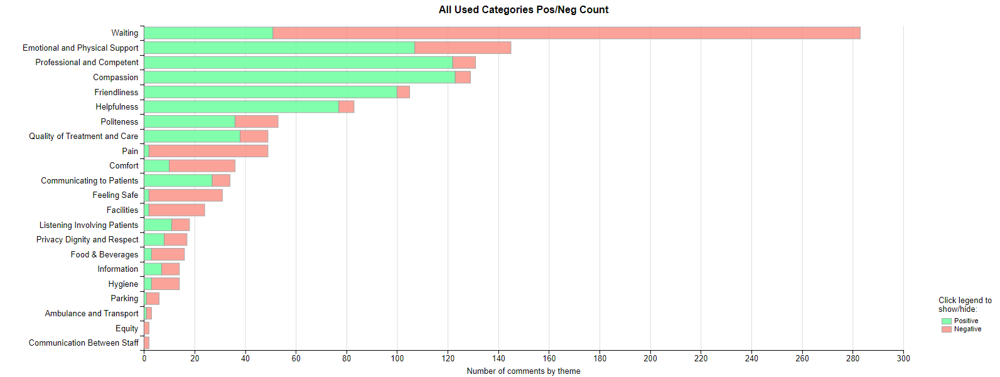 All Used Categories Pos/Neg Count
Waiting
Emotional and Physical Support
Professional and Competent
Compassion
Friendliness
Helpfulness
Politeness
Quality of Treatment and Care
Pain
Comfort
Communicating to Patients
Feeling Safe
Facilities
Listening Involving Patients
Privacy Dignity and Respect
Food & Beverages
Information
Hygiene
Parking
Ambulance and Transport
Equity
Communication Between Staff
0 20 40 60 80 100 120 140 160 180 200 220 240 260 280 300
Number of comments by theme
Click legend to
show/hide:
Positive
Negative